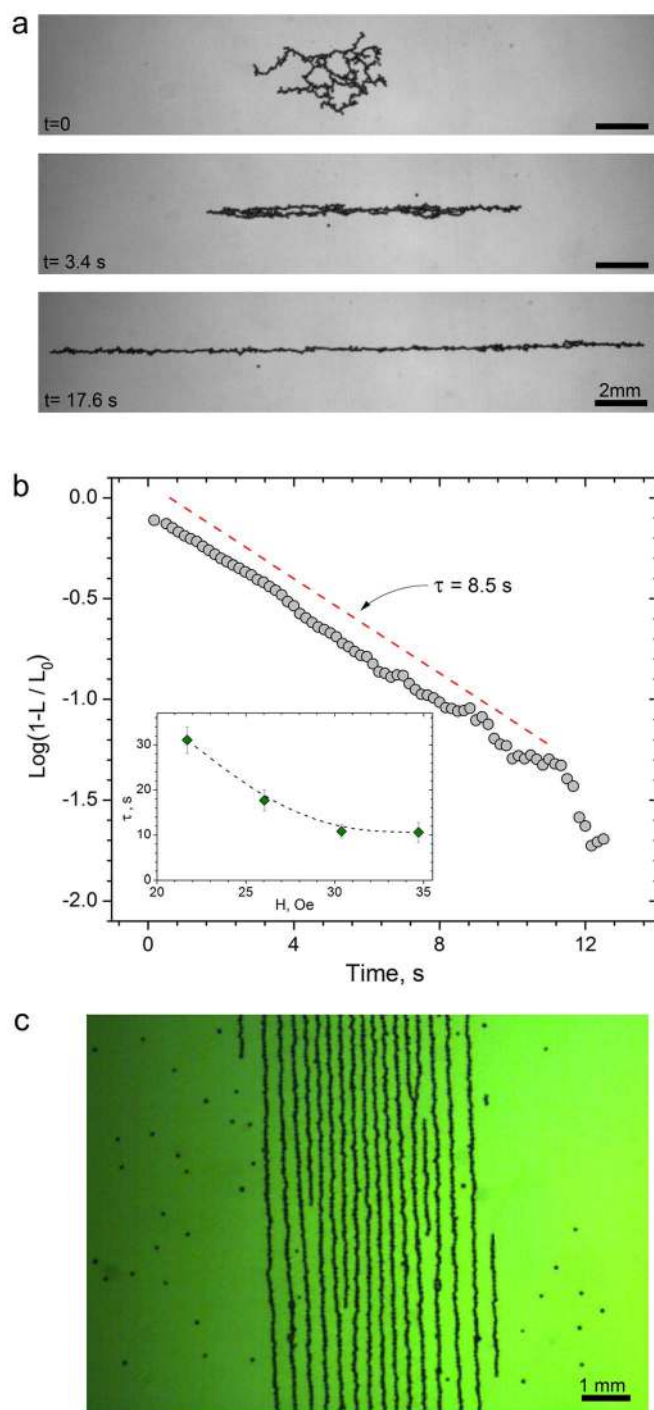 a
t=0
t= 3.4 s
t= 17.6 s
2mm
b
0.0
-0.5
-1.0
-1.5
-2.0
Log(1-L / L₀)
τ = 8.5 s
30
20
10
0
τ, s
20 25 30 35
H, Oe
0 4 8 12
Time, s
c
1 mm